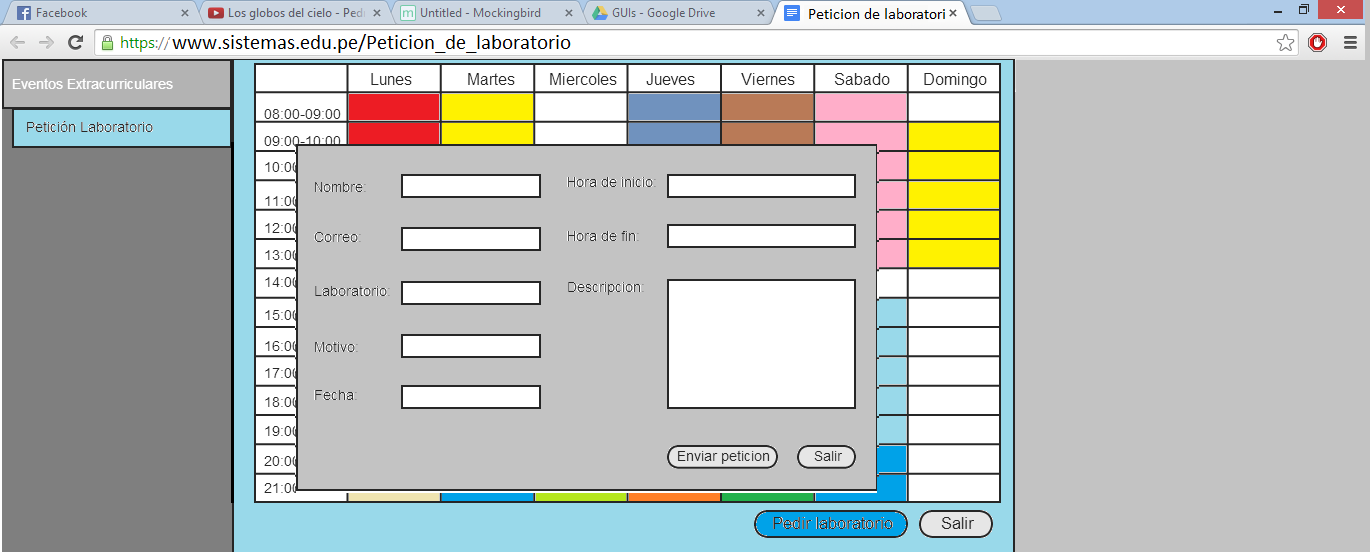 Facebook
Los globos del cielo - Pedr
Untitled - Mockingbird
GUIs - Google Drive
Peticion de laboratori
https://www.sistemas.edu.pe/Peticion_de_laboratorio
Eventos Extracurriculares
Petición Laboratorio
Lunes Martes Miercoles Jueves Viernes Sabado Domingo
08:00-09:00
09:00-10:00
10:00
11:00
12:00
13:00
14:00
15:00
16:00
17:00
18:00
19:00
20:00
21:00
Nombre:
Correo:
Laboratorio:
Motivo:
Fecha:
Hora de inicio:
Hora de fin:
Descripcion:
Enviar peticion
Salir
Pedir laboratorio
Salir